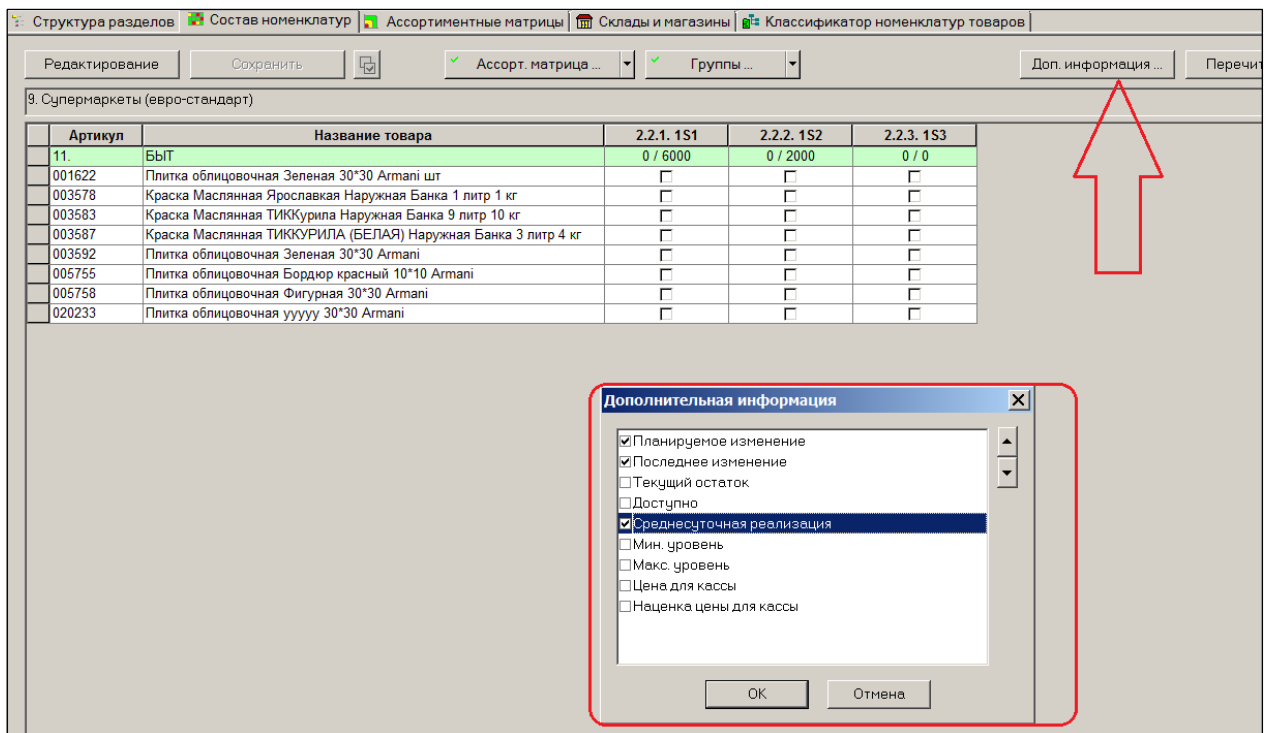 Структура разделов Состав номенклатур Ассортиментные матрицы Склады и магазины Классификатор номенклатур товаров
Редактирование Сохранить Ассорт. матрица ... Группы ... Доп. информация ... Перечит
9. Супермаркеты (евро-стандарт)
Артикул Название товара 2.2.1. 1S1 2.2.2. 1S2 2.2.3. 1S3
11. БЫТ 0 / 6000 0 / 2000 0 / 0
001622 Плитка облицовочная Зеленая 30*30 Armani шт
003578 Краска Маслянная Ярославкая Наружная Банка 1 литр 1 кг
003583 Краска Маслянная ТИККурила Наружная Банка 9 литр 10 кг
003587 Краска Маслянная ТИККУРИЛА (БЕЛАЯ) Наружная Банка 3 литр 4 кг
003592 Плитка облицовочная Зеленая 30*30 Armani
005755 Плитка облицовочная Бордюр красный 10*10 Armani
005758 Плитка облицовочная Фигурная 30*30 Armani
020233 Плитка облицовочная ууууу 30*30 Armani
Дополнительная информация
Планируемое изменение
Последнее изменение
Текущий остаток
Доступно
Среднесуточная реализация
Мин. уровень
Макс. уровень
Цена для кассы
Наценка цены для кассы
OK Отмена